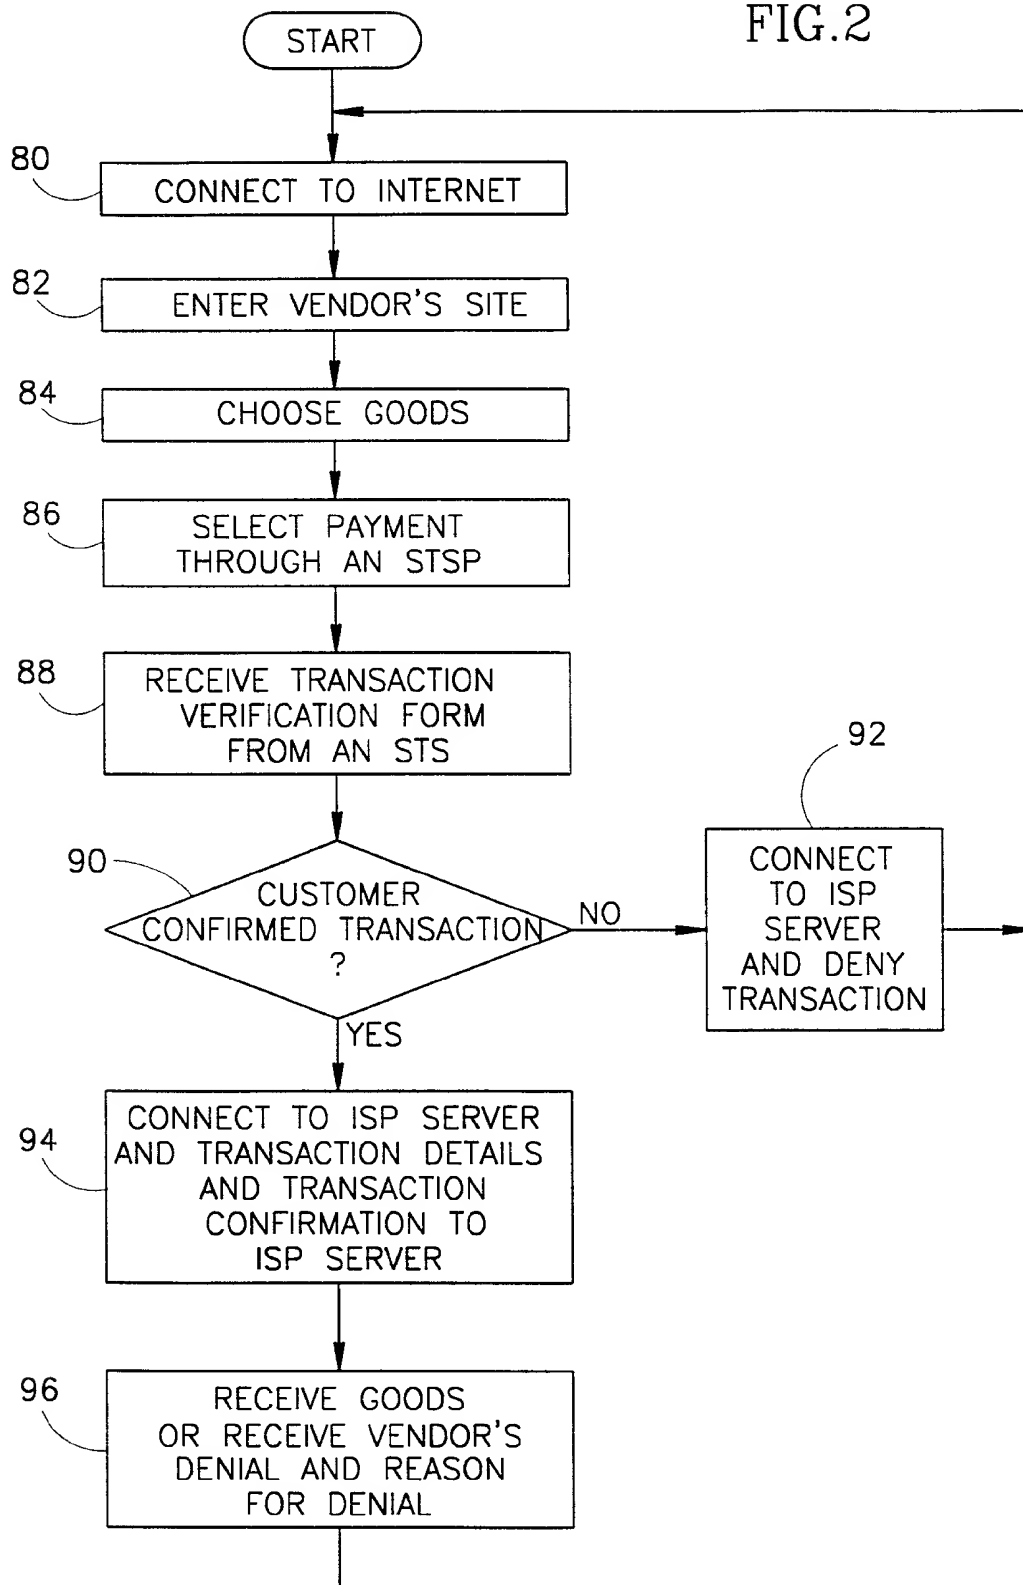 FIG.2
START
80
CONNECT TO INTERNET
82
ENTER VENDOR'S SITE
84
CHOOSE GOODS
86
SELECT PAYMENT
THROUGH AN STSP
88
RECEIVE TRANSACTION
VERIFICATION FORM
FROM AN STS
90
CUSTOMER
CONFIRMED TRANSACTION
?
NO
92
CONNECT
TO ISP
SERVER
AND DENY
TRANSACTION
YES
94
CONNECT TO ISP SERVER
AND TRANSACTION DETAILS
AND TRANSACTION
CONFIRMATION TO
ISP SERVER
96
RECEIVE GOODS
OR RECEIVE VENDOR'S
DENIAL AND REASON
FOR DENIAL